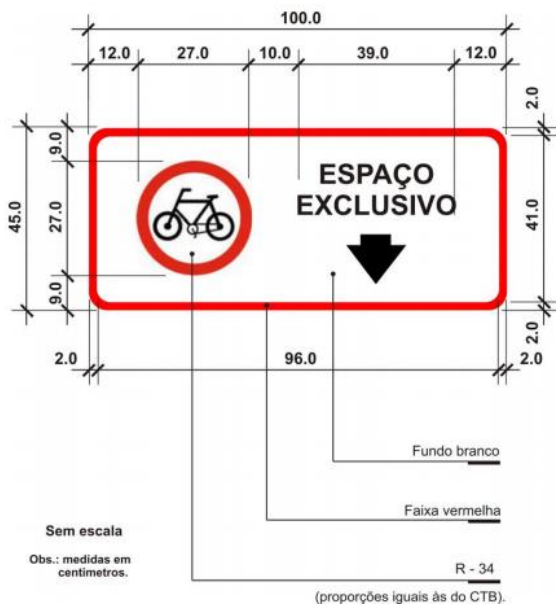 100.0
12.0 27.0 10.0 39.0 12.0
2.0
9.0
45.0
27.0
41.0
9.0
2.0
ESPAÇO
EXCLUSIVO
2.0 96.0 2.0
Fundo branco
Faixa vermelha
Sem escala
Obs.: medidas em
centimetros.
R - 34
(proporções iguais às do CTB).